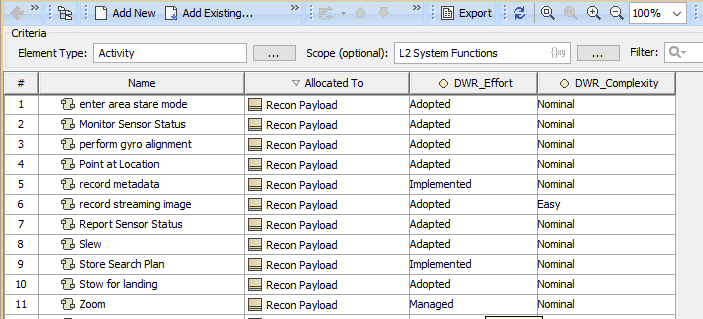 Add New Add Existing... Export 100%
Criteria
Element Type: Activity ... Scope (optional): L2 System Functions {}xy ... Filter:
# Name Allocated To DWR_Effort DWR_Complexity
1 enter area stare mode Recon Payload Adopted Nominal
2 Monitor Sensor Status Recon Payload Adopted Nominal
3 perform gyro alignment Recon Payload Adopted Nominal
4 Point at Location Recon Payload Adopted Nominal
5 record metadata Recon Payload Implemented Nominal
6 record streaming image Recon Payload Adopted Easy
7 Report Sensor Status Recon Payload Adopted Nominal
8 Slew Recon Payload Adopted Nominal
9 Store Search Plan Recon Payload Implemented Nominal
10 Stow for landing Recon Payload Adopted Nominal
11 Zoom Recon Payload Managed Nominal